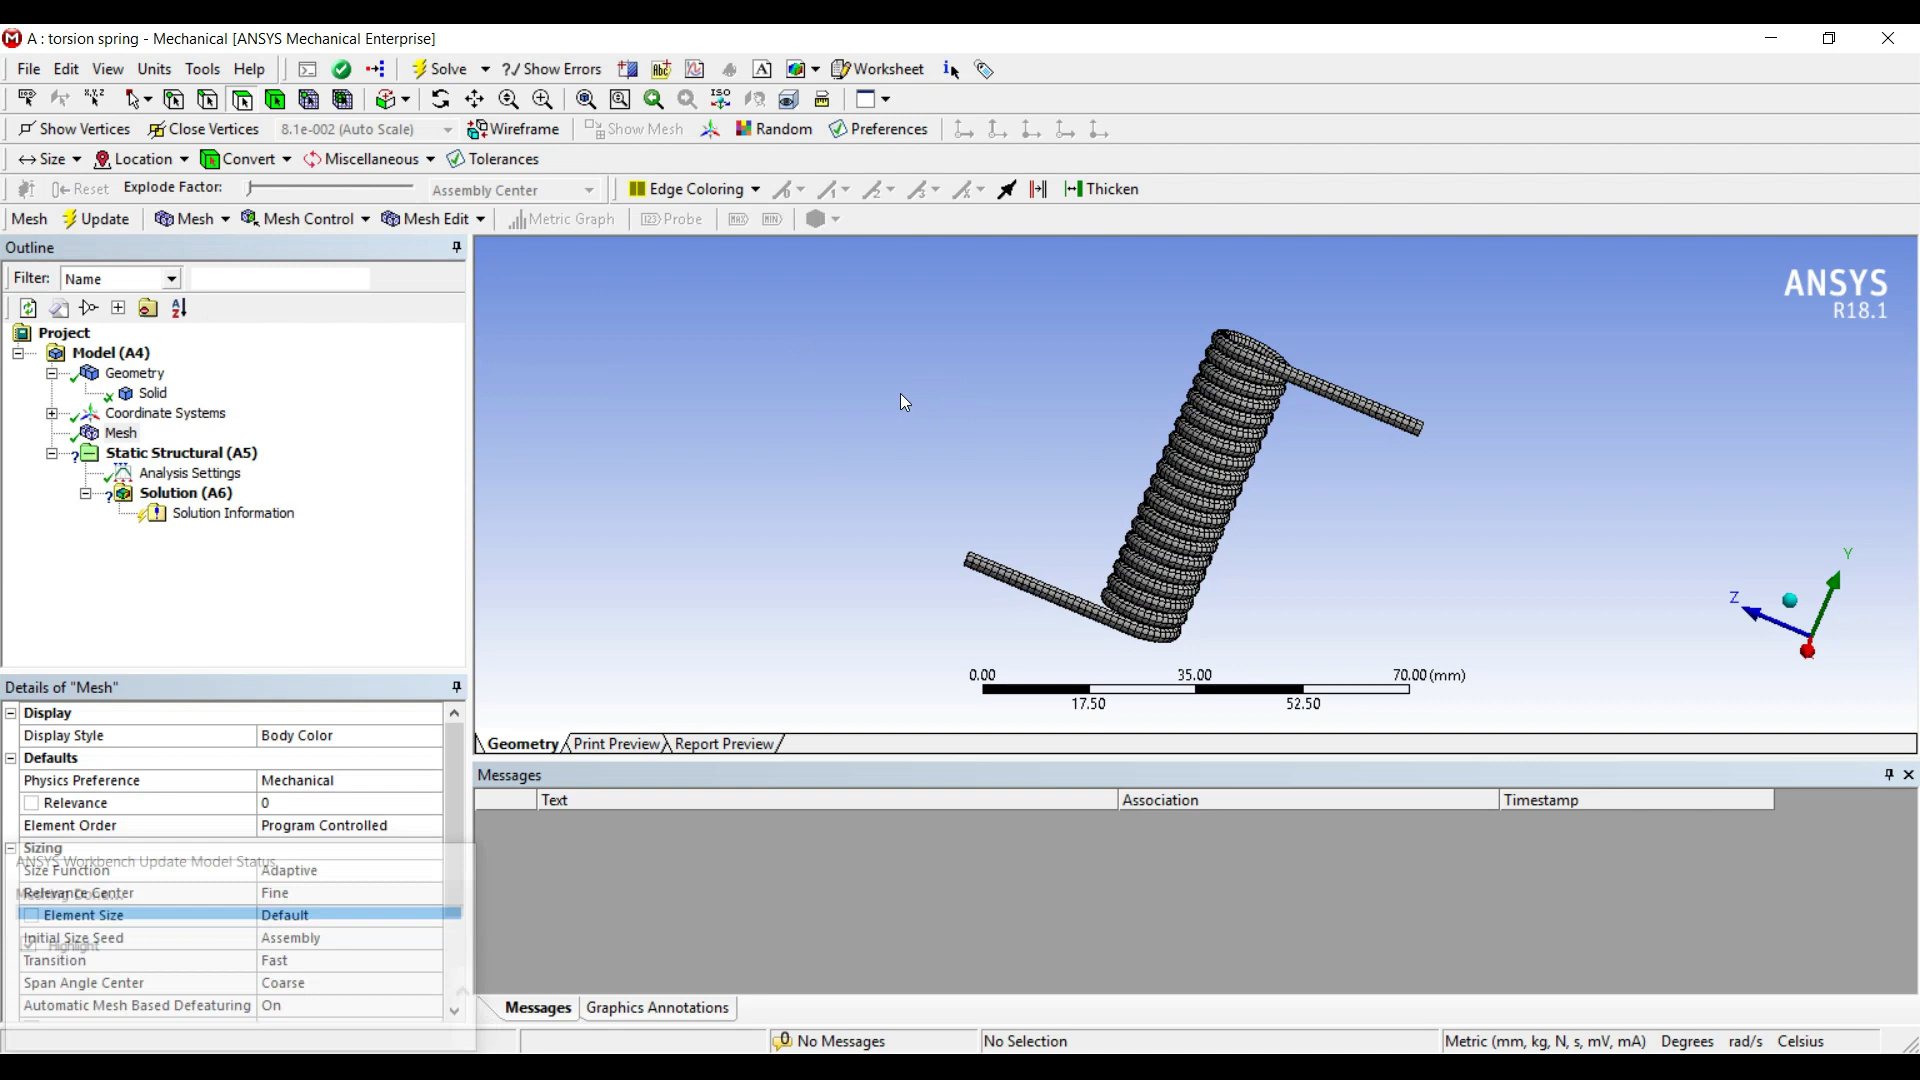 A : torsion spring - Mechanical [ANSYS Mechanical Enterprise]
File Edit View Units Tools Help Solve ?/ Show Errors Worksheet
X,Y,Z ISO
Show Vertices Close Vertices 8.1e-002 (Auto Scale) Wireframe Show Mesh Random Preferences
Size Location Convert Miscellaneous Tolerances
Reset Explode Factor: Assembly Center Edge Coloring Thicken
Mesh Update Mesh Mesh Control Mesh Edit Metric Graph Probe MAX MIN
Outline
Filter: Name
Project
Model (A4)
Geometry
Solid
Coordinate Systems
Mesh
Static Structural (A5)
Analysis Settings
Solution (A6)
Solution Information
ANSYS
R18.1
Y
Z
0.00 35.00 70.00 (mm)
17.50 52.50
Geometry Print Preview Report Preview
Details of "Mesh"
Display
Display Style Body Color
Defaults
Physics Preference Mechanical
Relevance 0
Element Order Program Controlled
Sizing
ANSYS Workbench Update Model Status
Size Function Adaptive
Relevance Center Fine
Meshing Done...
Element Size Default
Initial Size Seed Assembly
Highlight
Transition Fast
Span Angle Center Coarse
Automatic Mesh Based Defeaturing On
Messages
Text Association Timestamp
Messages Graphics Annotations
0 No Messages No Selection Metric (mm, kg, N, s, mV, mA) Degrees rad/s Celsius